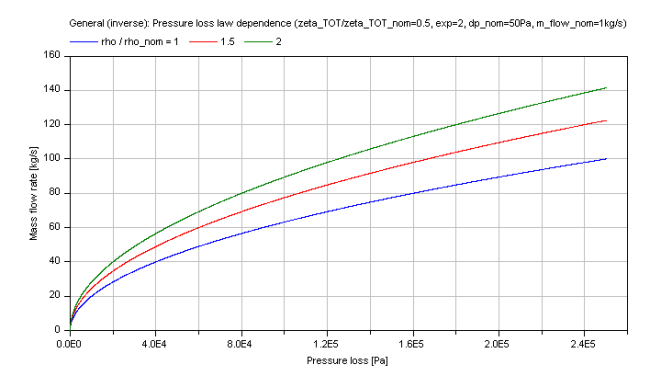 General (inverse): Pressure loss law dependence (zeta_TOT/zeta_TOT_nom=0.5, exp=2, dp_nom=50Pa, m_flow_nom=1kg/s)
rho / rho_nom = 1 1.5 2
160
140
120
100
80
60
40
20
0
Mass flow rate [kg/s]
0.0E0 4.0E4 8.0E4 1.2E5 1.6E5 2.0E5 2.4E5
Pressure loss [Pa]